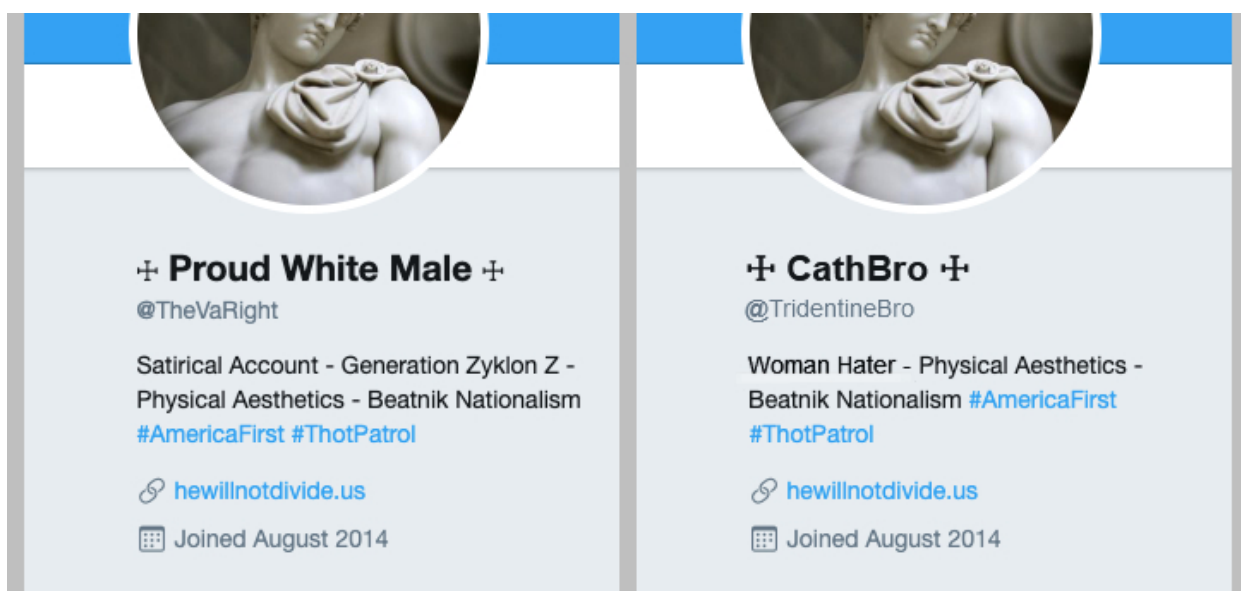 ☩ Proud White Male ☩
@TheVaRight
Satirical Account - Generation Zyklon Z -
Physical Aesthetics - Beatnik Nationalism
#AmericaFirst #ThotPatrol
hewillnotdivide.us
Joined August 2014
☩ CathBro ☩
@TridentineBro
Woman Hater - Physical Aesthetics -
Beatnik Nationalism #AmericaFirst
#ThotPatrol
hewillnotdivide.us
Joined August 2014